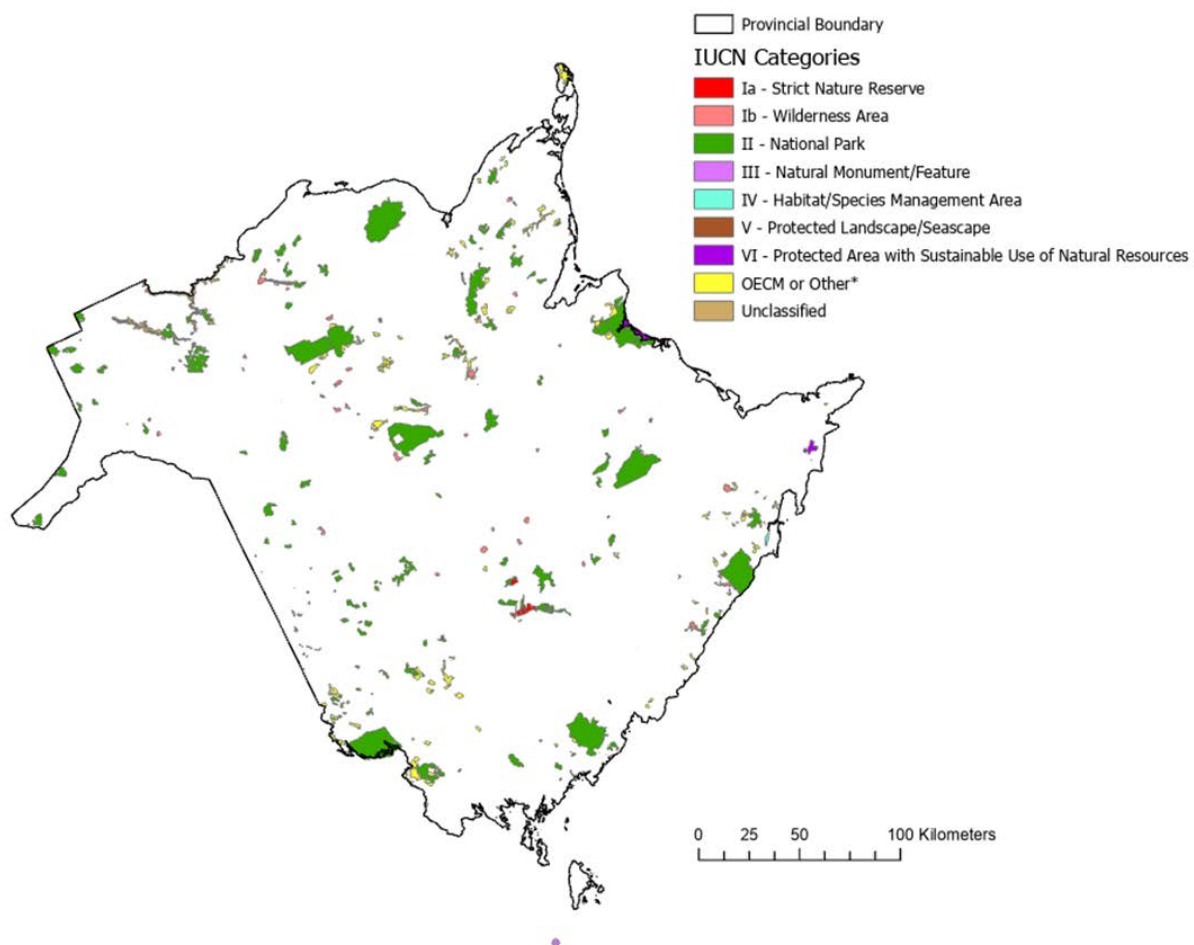 Provincial Boundary
IUCN Categories
Ia - Strict Nature Reserve
Ib - Wilderness Area
II - National Park
III - Natural Monument/Feature
IV - Habitat/Species Management Area
V - Protected Landscape/Seascape
VI - Protected Area with Sustainable Use of Natural Resources
OECM or Other*
Unclassified
0 25 50 100 Kilometers